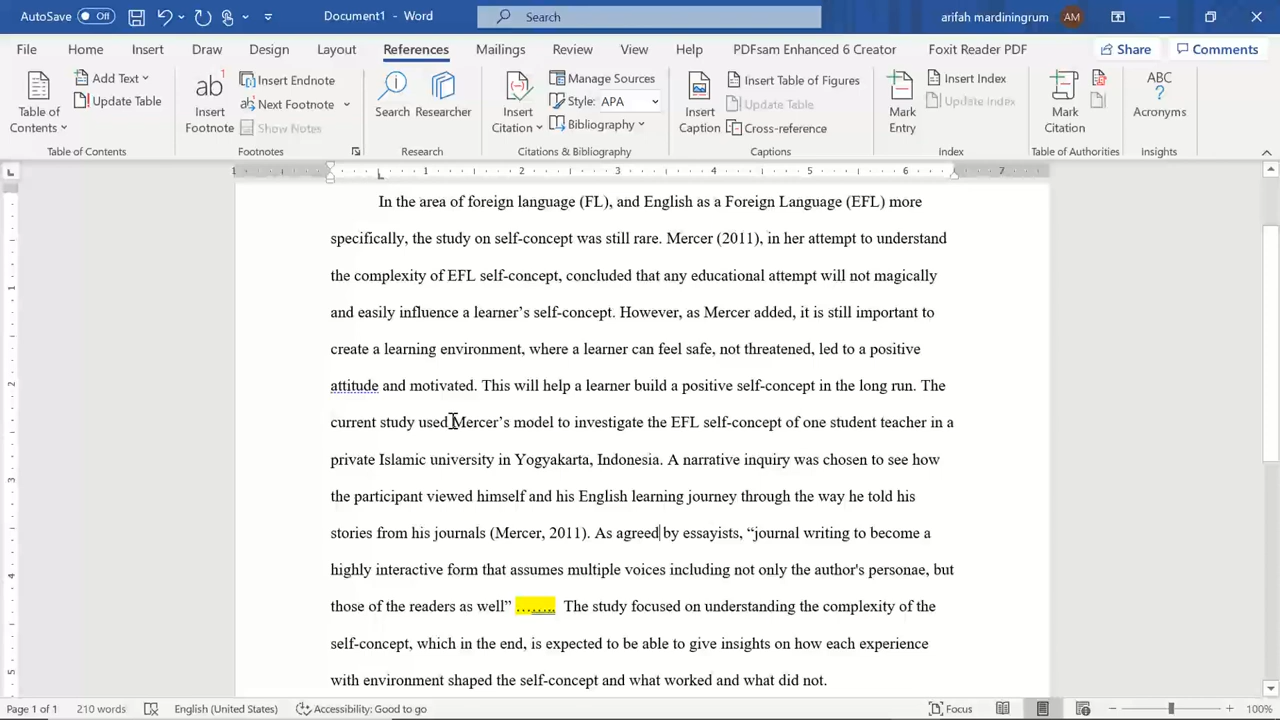 AutoSave Off Document1 - Word Search arifah mardiningrum AM
File Home Insert Draw Design Layout References Mailings Review View Help PDFsam Enhanced 6 Creator Foxit Reader PDF Share Comments
Table of Contents
Add Text
Update Table
Table of Contents
ab
Insert Footnote
Insert Endnote
Next Footnote
Show Notes
Footnotes
Search
Researcher
Research
Insert Citation
Manage Sources
Style: APA
Bibliography
Citations & Bibliography
Insert Caption
Insert Table of Figures
Update Table
Cross-reference
Captions
Mark Entry
Insert Index
Update Index
Index
Mark Citation
Table of Authorities
ABC
?
Acronyms
Insights
1 1 2 3 4 5 6 7
1
2
3
4
5
In the area of foreign language (FL), and English as a Foreign Language (EFL) more
specifically, the study on self-concept was still rare. Mercer (2011), in her attempt to understand
the complexity of EFL self-concept, concluded that any educational attempt will not magically
and easily influence a learner’s self-concept. However, as Mercer added, it is still important to
create a learning environment, where a learner can feel safe, not threatened, led to a positive
attitude and motivated. This will help a learner build a positive self-concept in the long run. The
current study used Mercer’s model to investigate the EFL self-concept of one student teacher in a
private Islamic university in Yogyakarta, Indonesia. A narrative inquiry was chosen to see how
the participant viewed himself and his English learning journey through the way he told his
stories from his journals (Mercer, 2011). As agreed by essayists, “journal writing to become a
highly interactive form that assumes multiple voices including not only the author's personae, but
those of the readers as well” …….. The study focused on understanding the complexity of the
self-concept, which in the end, is expected to be able to give insights on how each experience
with environment shaped the self-concept and what worked and what did not.
Page 1 of 1 210 words English (United States) Accessibility: Good to go Focus 100%